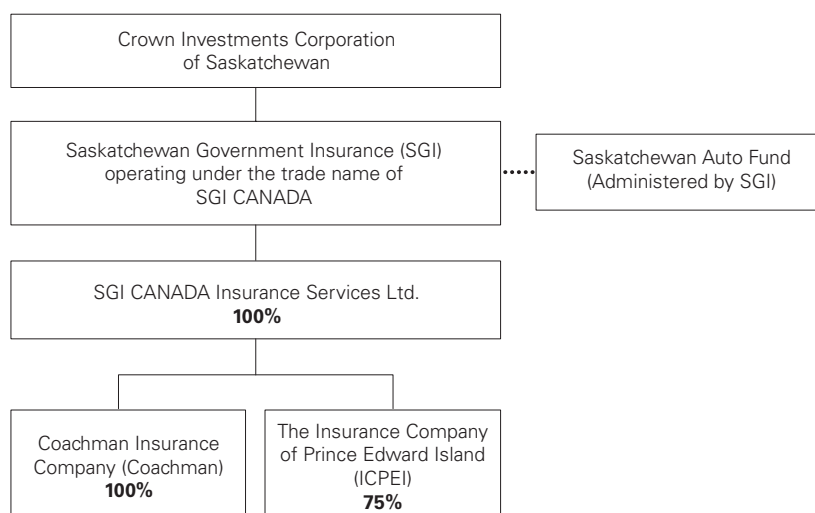 Crown Investments Corporation
of Saskatchewan
Saskatchewan Government Insurance (SGI)
operating under the trade name of
SGI CANADA
Saskatchewan Auto Fund
(Administered by SGI)
SGI CANADA Insurance Services Ltd.
100%
Coachman Insurance
Company (Coachman)
100%
The Insurance Company
of Prince Edward Island
(ICPEI)
75%